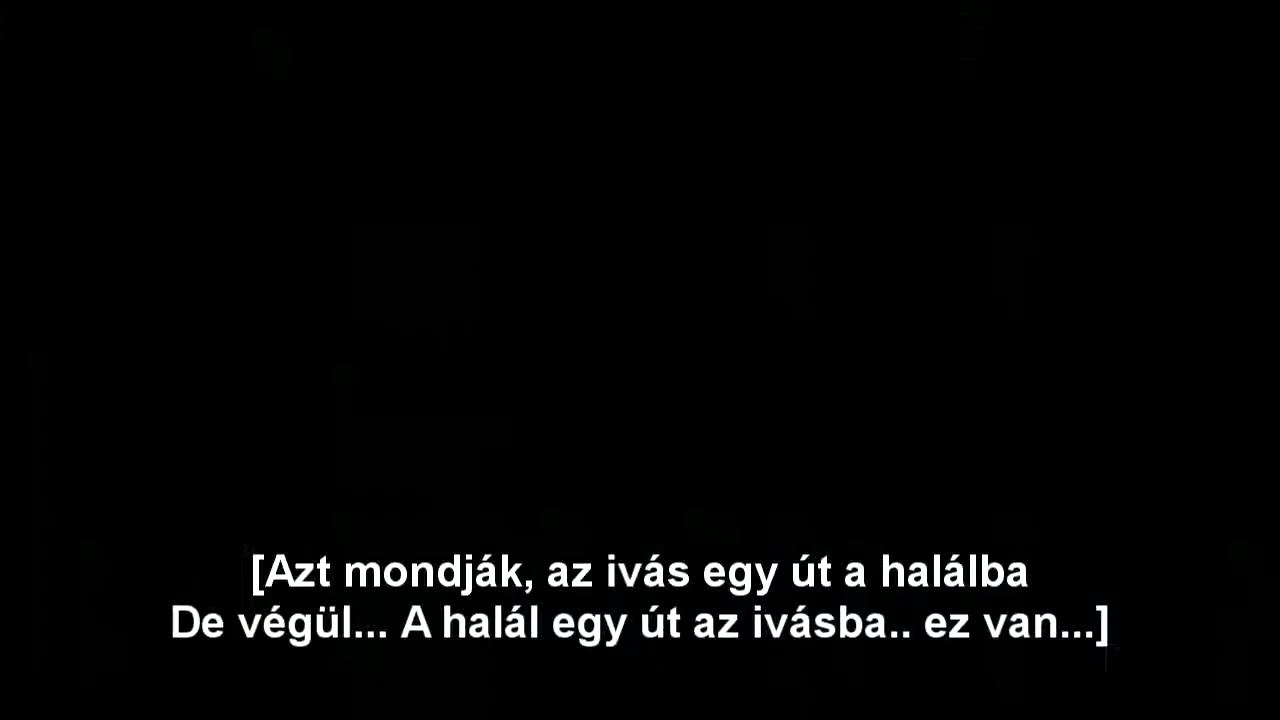 [Azt mondják, az ivás egy út a halálba
De végül... A halál egy út az ivásba.. ez van...]